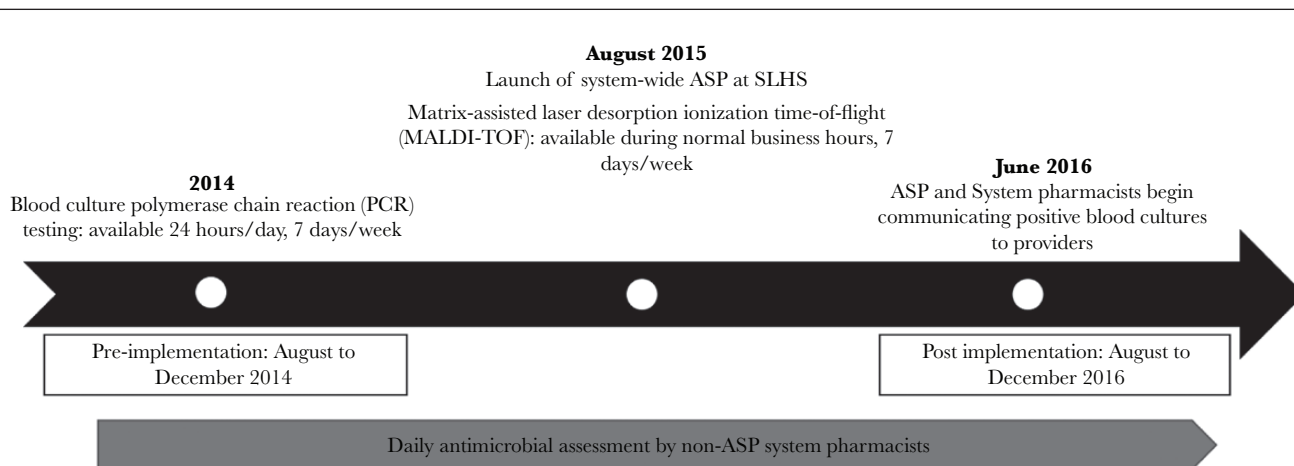 August 2015
Launch of system-wide ASP at SLHS
Matrix-assisted laser desorption ionization time-of-flight
(MALDI-TOF): available during normal business hours, 7
days/week
2014
Blood culture polymerase chain reaction (PCR)
testing: available 24 hours/day, 7 days/week
June 2016
ASP and System pharmacists begin
communicating positive blood cultures
to providers
Pre-implementation: August to
December 2014
Post implementation: August to
December 2016
Daily antimicrobial assessment by non-ASP system pharmacists